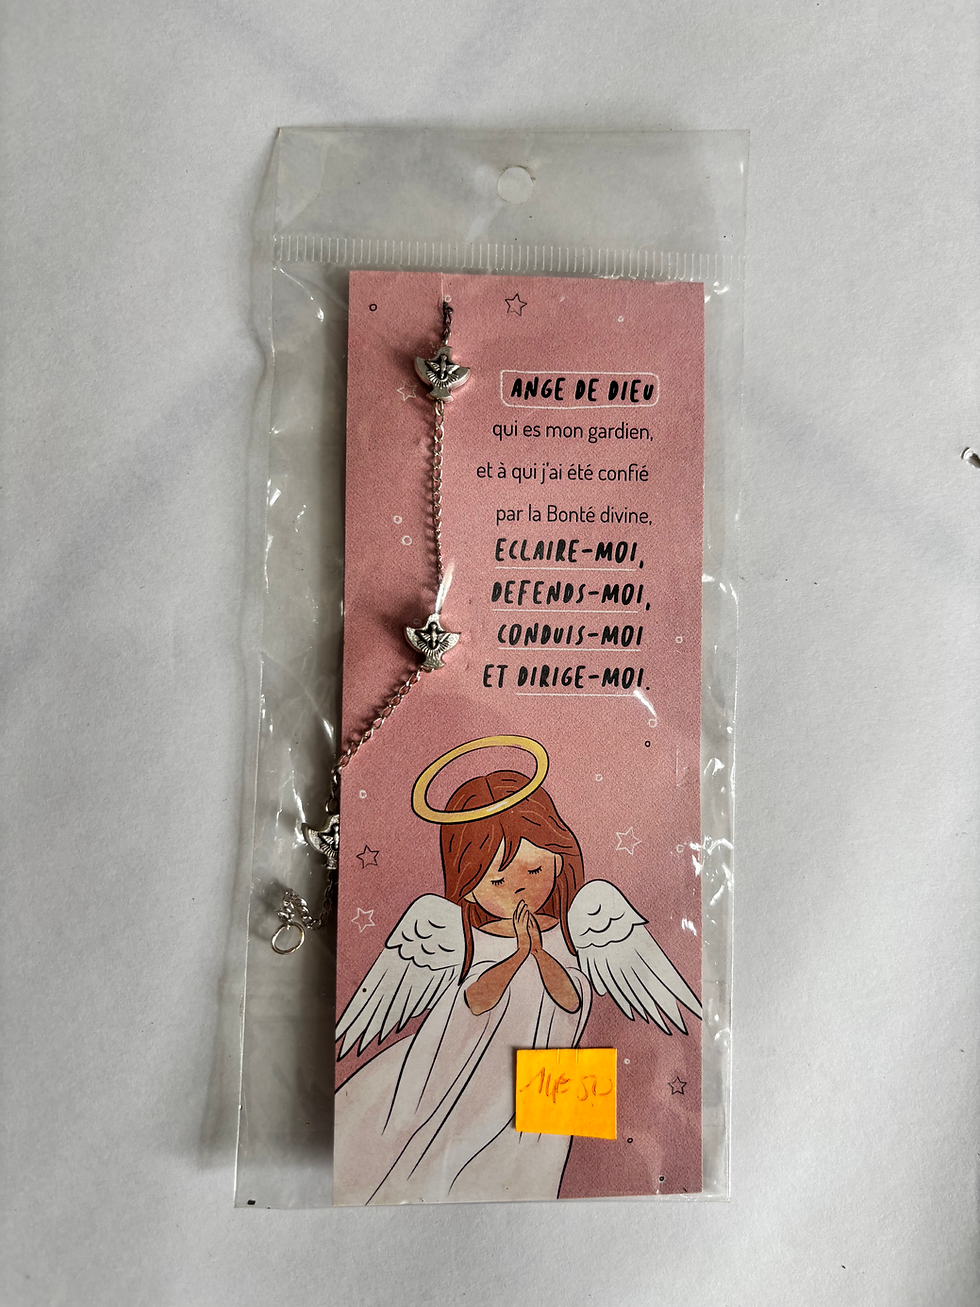 ANGE DE DIEU
qui es mon gardien,
et à qui j'ai été confié
par la Bonté divine,
ECLAIRE-MOI,
DEFENDS-MOI,
CONDUIS-MOI
ET DIRIGE-MOI.
14€50